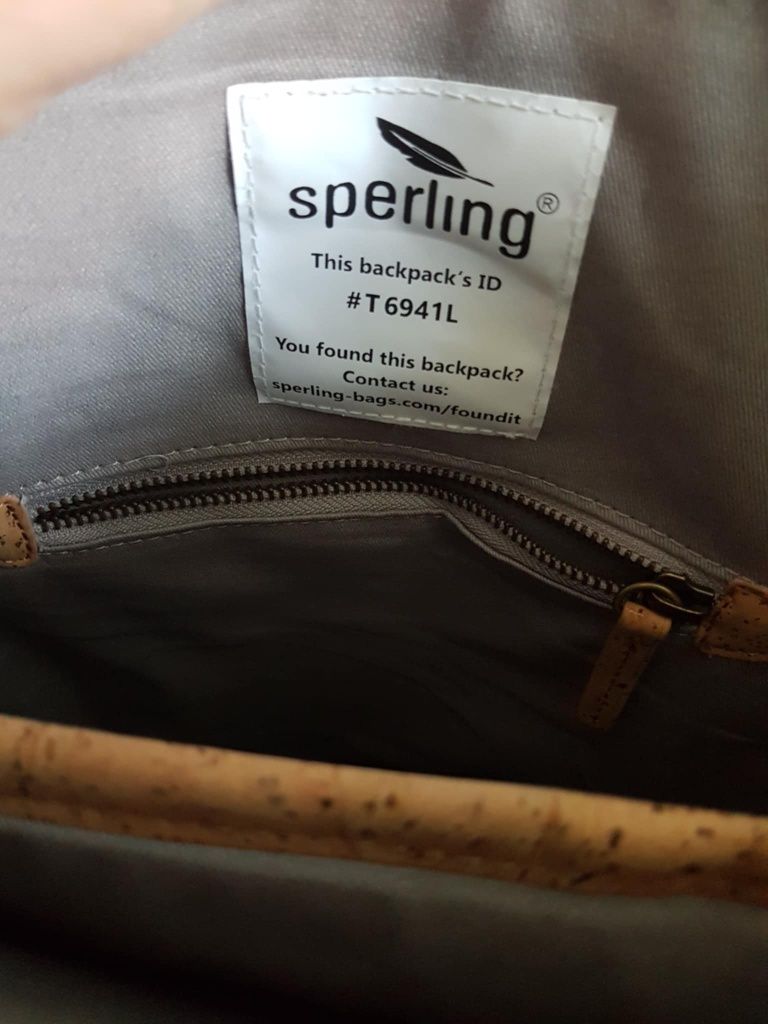 sperling®
This backpack´s ID
#T6941L
You found this backpack?
Contact us:
sperling-bags.com/foundit